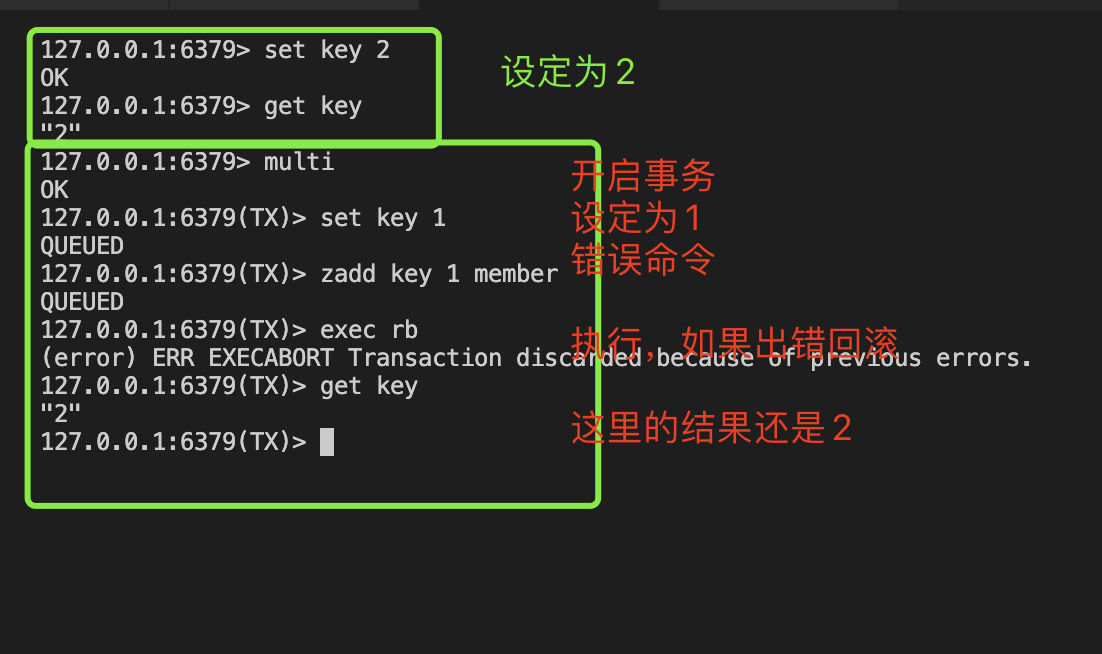 127.0.0.1:6379> set key 2
OK
设定为2
127.0.0.1:6379> get key
"2"
127.0.0.1:6379> multi
开启事务
OK
127.0.0.1:6379(TX)> set key 1
设定为1
QUEUED
127.0.0.1:6379(TX)> zadd key 1 member
错误命令
QUEUED
127.0.0.1:6379(TX)> exec rb
执行，如果出错回滚
(error) ERR EXECABORT Transaction discarded because of previous errors.
127.0.0.1:6379(TX)> get key
"2"
这里的结果还是2
127.0.0.1:6379(TX)>